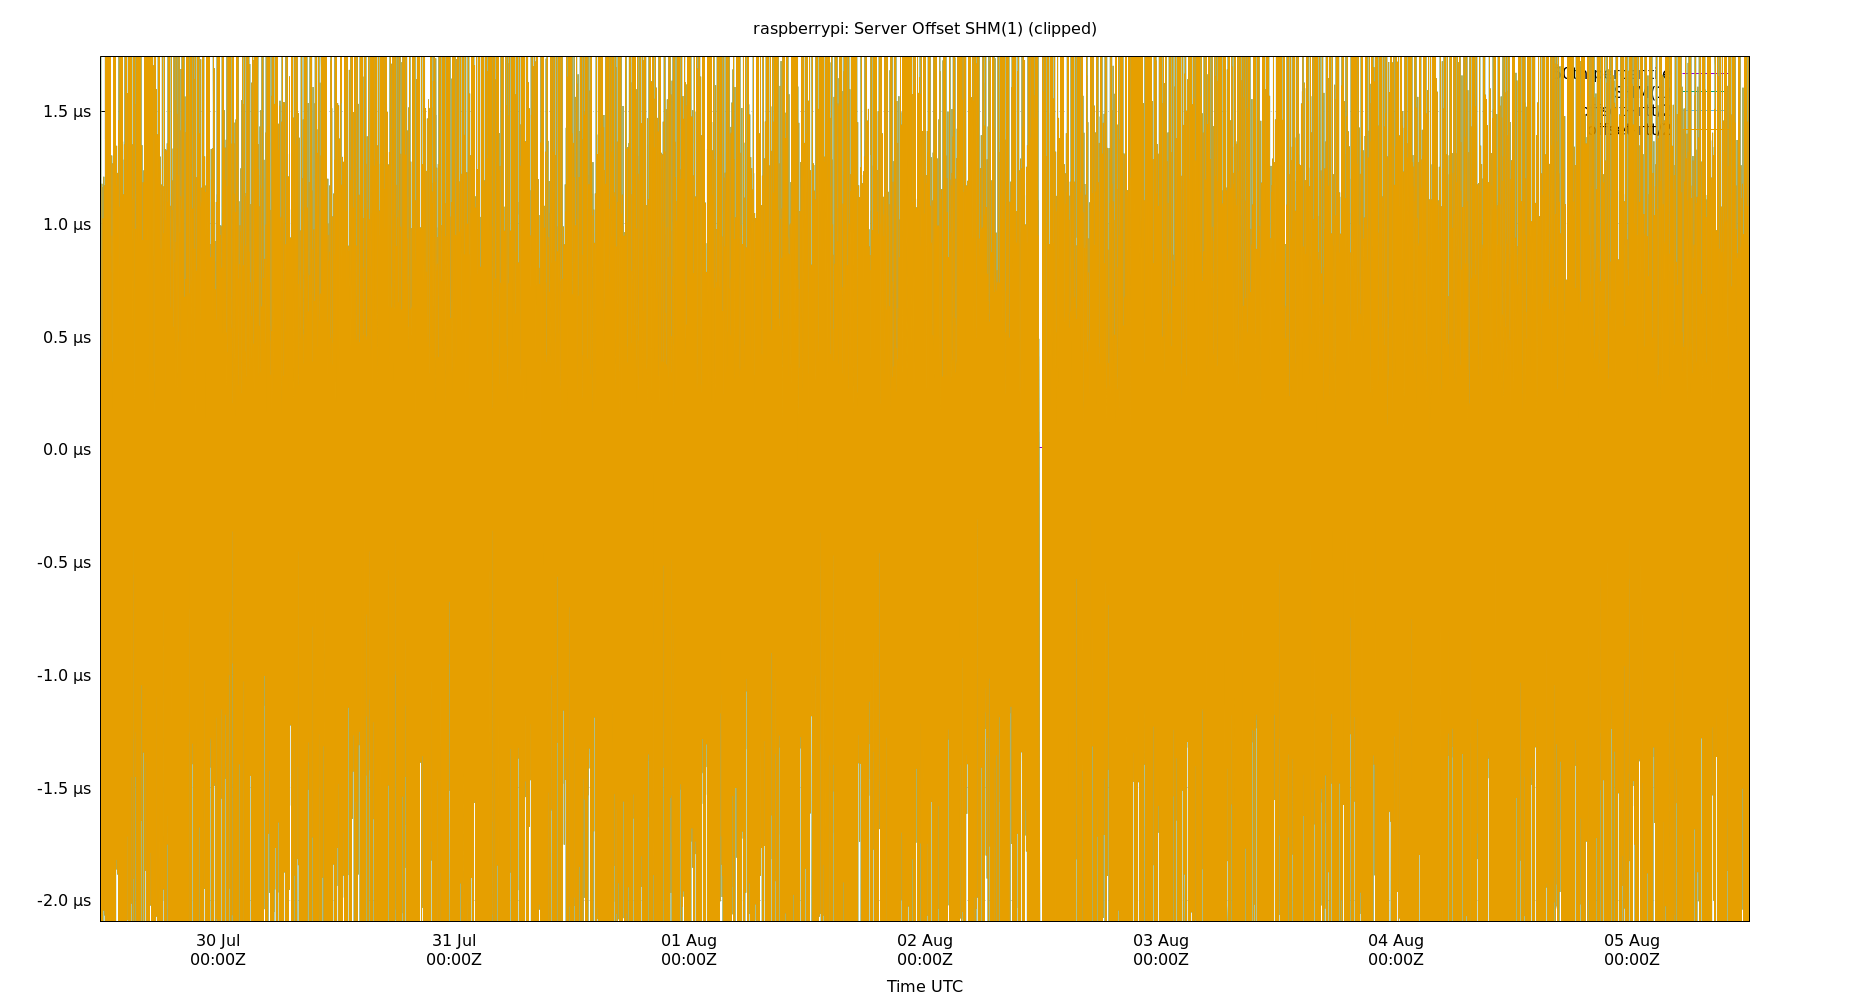 raspberrypi: Server Offset SHM(1) (clipped)
1.5 µs
1.0 µs
0.5 µs
0.0 µs
-0.5 µs
-1.0 µs
-1.5 µs
-2.0 µs
30 Jul 31 Jul 01 Aug 02 Aug 03 Aug 04 Aug 05 Aug
00:00Z 00:00Z 00:00Z 00:00Z 00:00Z 00:00Z 00:00Z
Time UTC